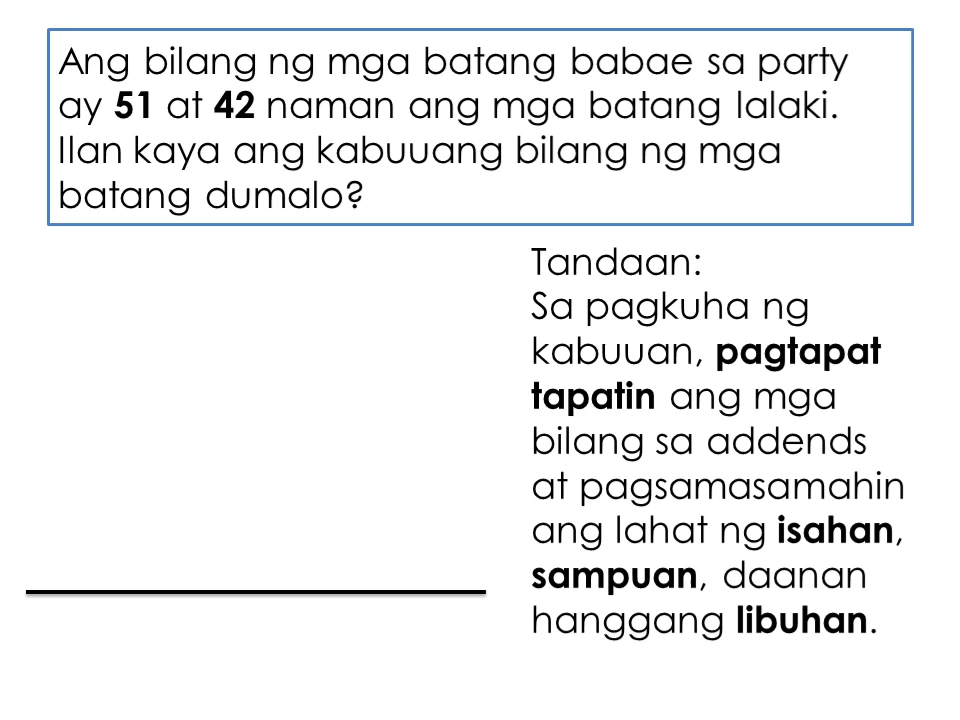 Ang bilang ng mga batang babae sa party
ay 51 at 42 naman ang mga batang lalaki.
Ilan kaya ang kabuuang bilang ng mga
batang dumalo?
Tandaan:
Sa pagkuha ng
kabuuan, pagtapat
tapatin ang mga
bilang sa addends
at pagsamasamahin
ang lahat ng isahan,
sampuan, daanan
hanggang libuhan.